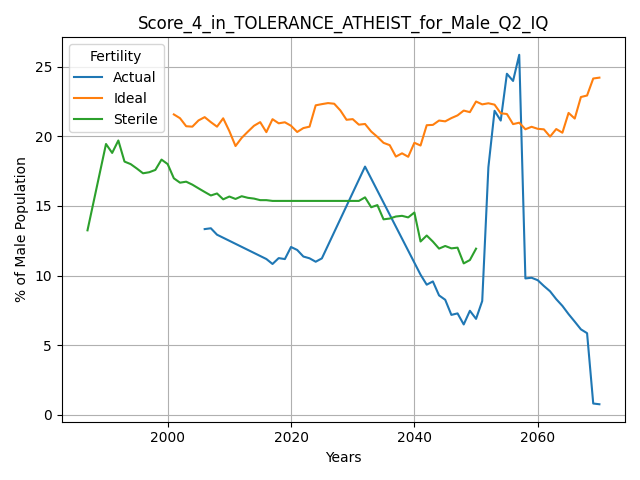 Score_4_in_TOLERANCE_ATHEIST_for_Male_Q2_IQ
Fertility
Actual
Ideal
Sterile
% of Male Population
25
20
15
10
5
0
2000
2020
2040
2060
Years